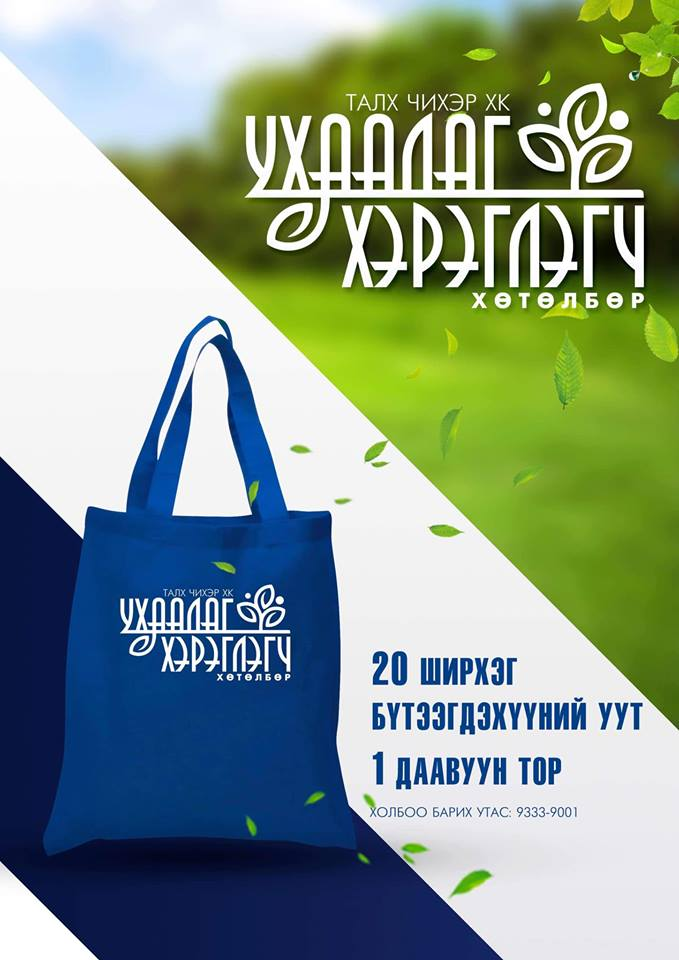 ТАЛХ ЧИХЭР ХК
УХААЛАГ
ХЭРЭГЛЭГЧ
ХӨТӨЛБӨР
ТАЛХ ЧИХЭР ХК
УХААЛАГ
ХЭРЭГЛЭГЧ
ХӨТӨЛБӨР
20 ШИРХЭГ
БҮТЭЭГДЭХҮҮНИЙ УУТ
1 ДААВУУН ТОР
ХОЛБОО БАРИХ УТАС: 9333-9001